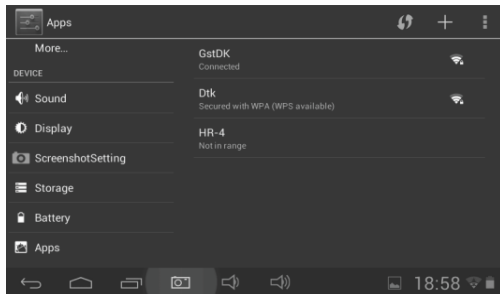 Apps
More...
DEVICE
Sound
Display
ScreenshotSetting
Storage
Battery
Apps
GstDK
Connected
Dtk
Secured with WPA (WPS available)
HR-4
Not in range
18:58